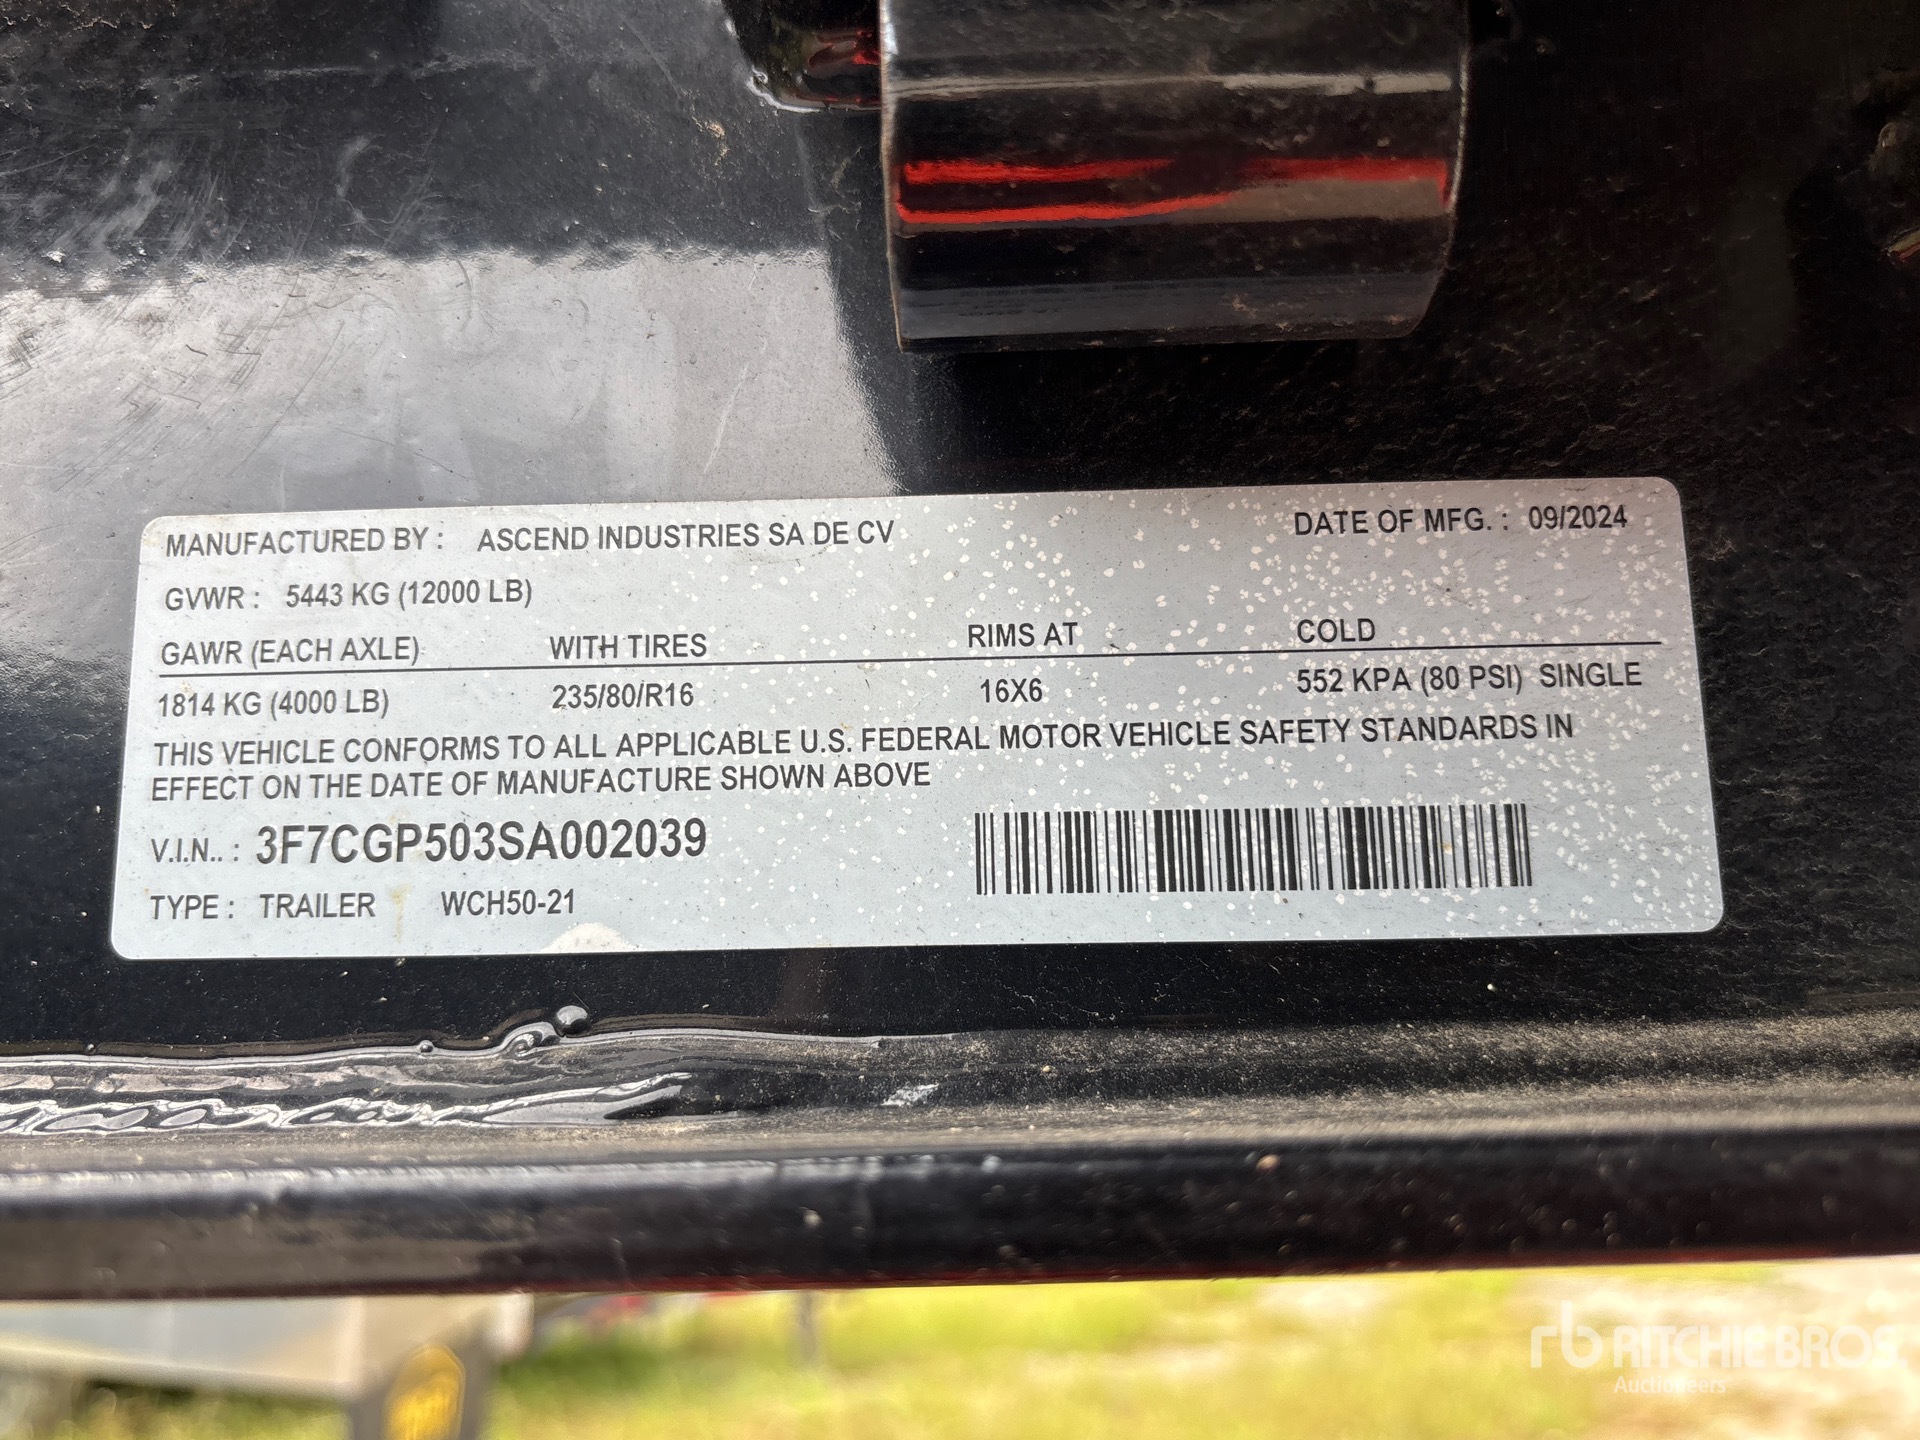 MANUFACTURED BY : ASCEND INDUSTRIES SA DE CV DATE OF MFG. : 09/2024
GVWR : 5443 KG (12000 LB)
GAWR (EACH AXLE) WITH TIRES RIMS AT COLD
1814 KG (4000 LB) 235/80/R16 16X6 552 KPA (80 PSI) SINGLE
THIS VEHICLE CONFORMS TO ALL APPLICABLE U.S. FEDERAL MOTOR VEHICLE SAFETY STANDARDS IN
EFFECT ON THE DATE OF MANUFACTURE SHOWN ABOVE
V.I.N.. : 3F7CGP503SA002039
TYPE : TRAILER WCH50-21
rb RITCHIE BROS.
Auctioneers